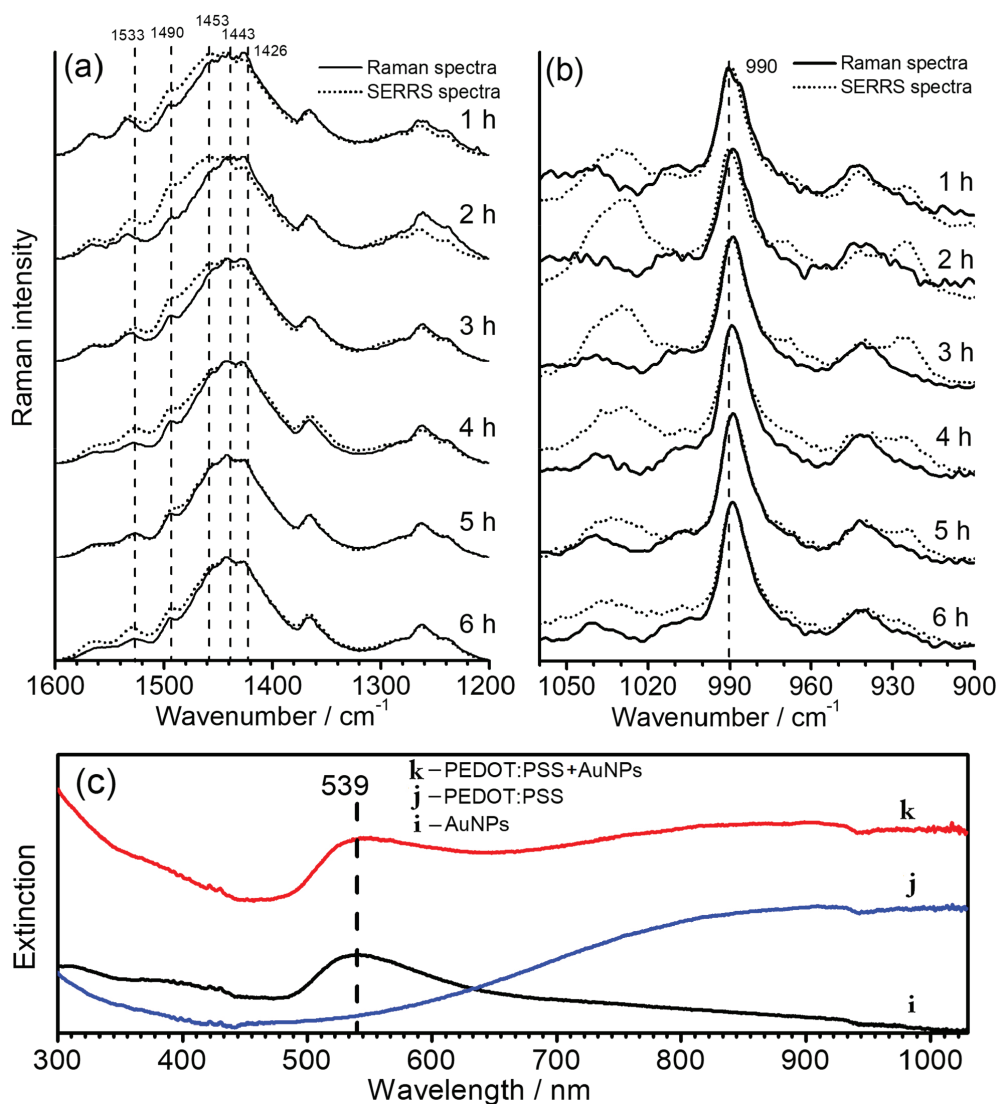 1533
1490
1453
1443
1426
(a)
Raman spectra
SERRS spectra
1 h
2 h
3 h
4 h
5 h
6 h
Raman intensity
1600
1500
1400
1300
1200
Wavenumber / cm⁻¹
(b)
990
Raman spectra
SERRS spectra
1 h
2 h
3 h
4 h
5 h
6 h
1050
1020
990
960
930
900
Wavenumber / cm⁻¹
(c)
539
k – PEDOT:PSS+AuNPs
j – PEDOT:PSS
i – AuNPs
k
j
i
Extinction
300
400
500
600
700
800
900
1000
Wavelength / nm